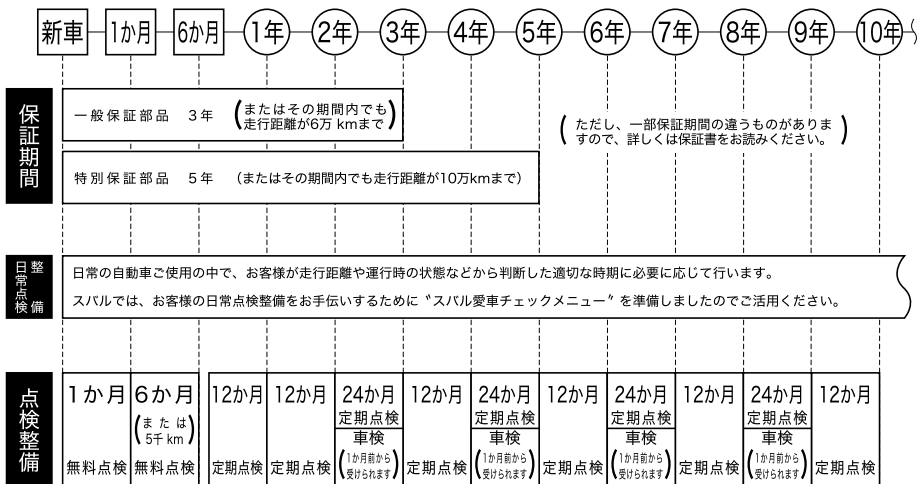 新車 1か月 6か月 1年 2年 3年 4年 5年 6年 7年 8年 9年 10年
保証期間
一般保証部品 3年 (またはその期間内でも
走行距離が6万 kmまで)
(ただし、一部保証期間の違うものがありま
すので、詳しくは保証書をお読みください。)
特別保証部品 5年 (またはその期間内でも走行距離が10万kmまで)
日常点検
整備
日常の自動車ご使用の中で、お客様が走行距離や運行時の状態などから判断した適切な時期に必要に応じて行います。
スバルでは、お客様の日常点検整備をお手伝いするために〝スバル愛車チェックメニュー〟を準備しましたのでご活用ください。
点検整備
1か月
無料点検
6か月
(または
5千km)
無料点検
12か月
定期点検
12か月
定期点検
24か月
定期点検
車検
(1か月前から
受けられます)
12か月
定期点検
24か月
定期点検
車検
(1か月前から
受けられます)
12か月
定期点検
24か月
定期点検
車検
(1か月前から
受けられます)
12か月
定期点検
24か月
定期点検
車検
(1か月前から
受けられます)
12か月
定期点検